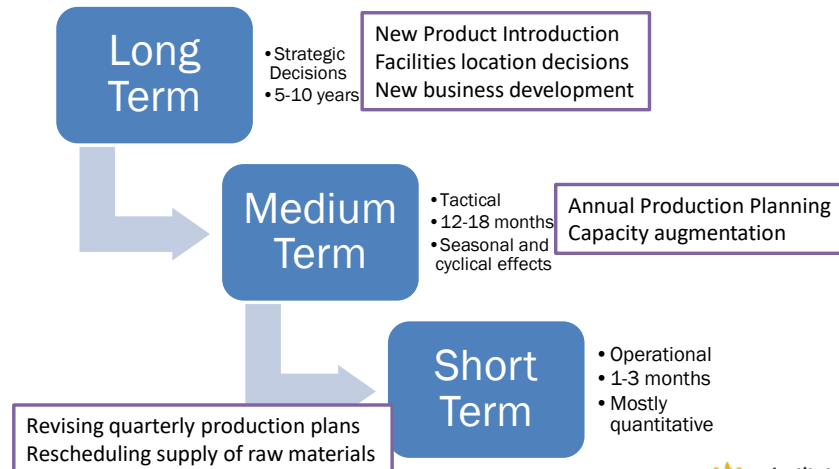 Long
Term
•Strategic
Decisions
•5-10 years
New Product Introduction
Facilities location decisions
New business development
Medium
Term
•Tactical
•12-18 months
•Seasonal and
cyclical effects
Annual Production Planning
Capacity augmentation
Short
Term
• Operational
• 1-3 months
• Mostly
quantitative
Revising quarterly production plans
Rescheduling supply of raw materials